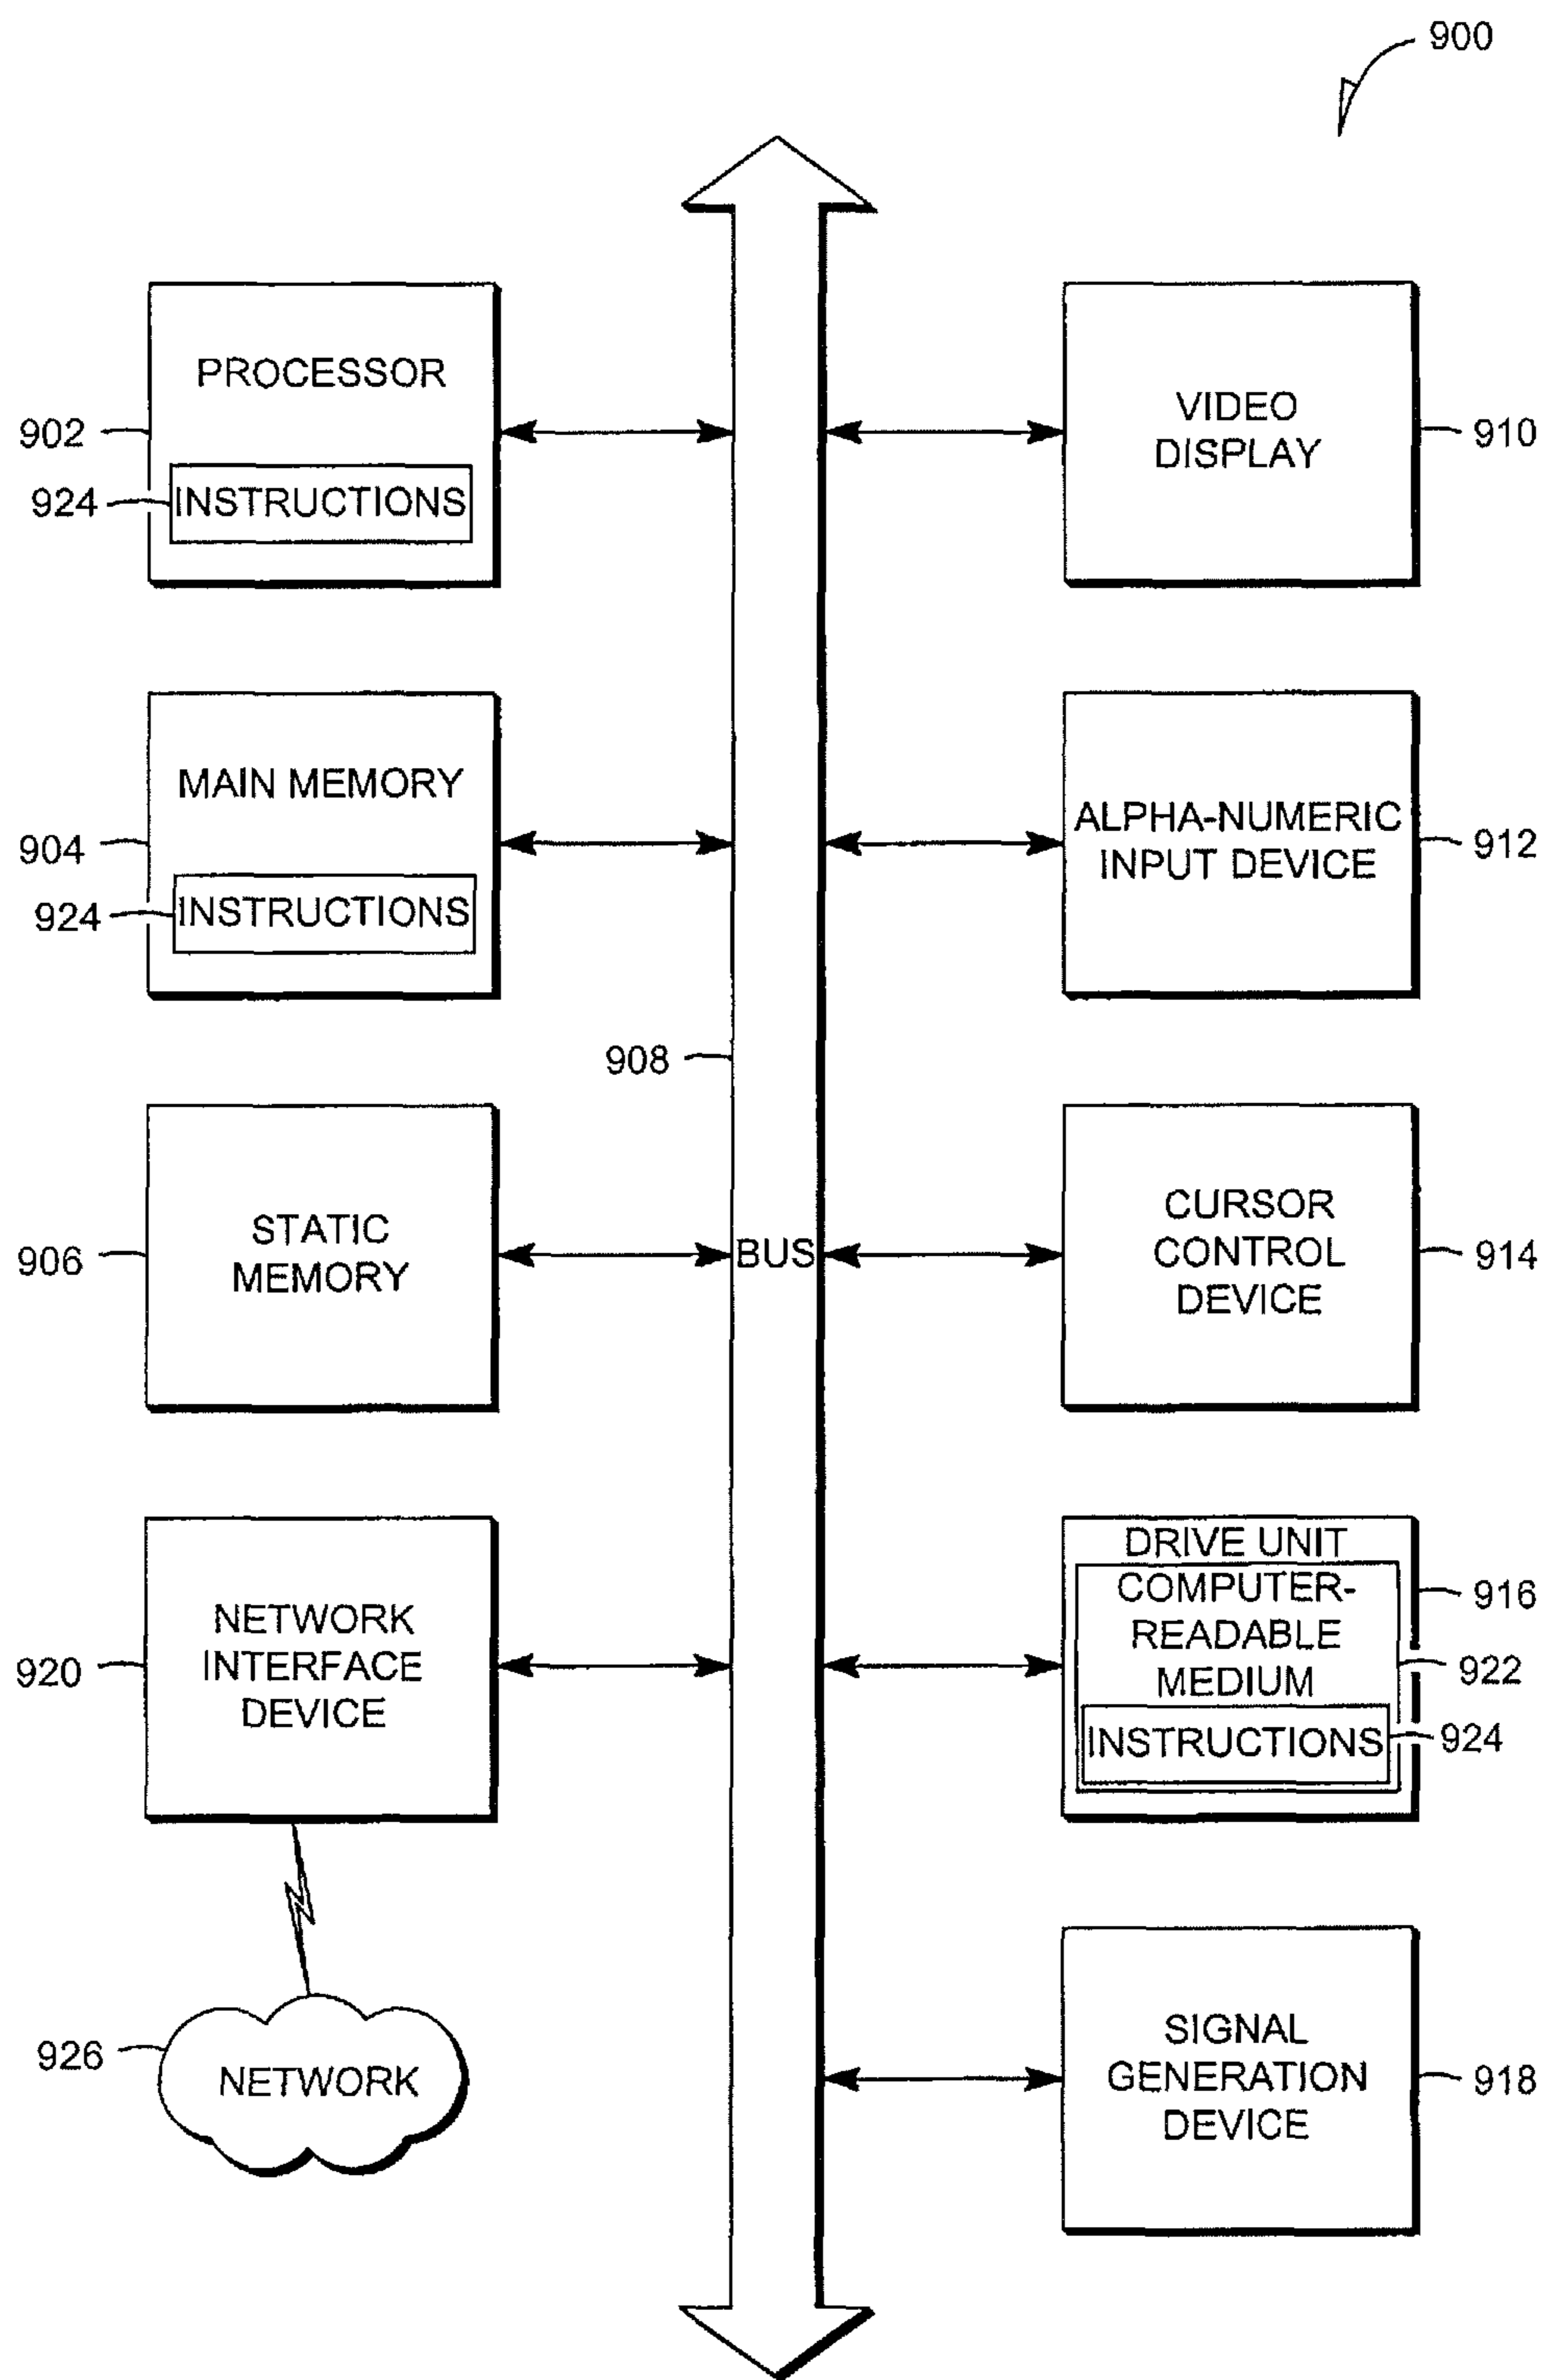 900
PROCESSOR
902
924
INSTRUCTIONS
VIDEO
DISPLAY
910
MAIN MEMORY
904
924
INSTRUCTIONS
ALPHA-NUMERIC
INPUT DEVICE
912
908
STATIC
MEMORY
906
BUS
CURSOR
CONTROL
DEVICE
914
NETWORK
INTERFACE
DEVICE
920
DRIVE UNIT
916
COMPUTER-
READABLE
MEDIUM
922
INSTRUCTIONS
924
926
NETWORK
SIGNAL
GENERATION
DEVICE
918